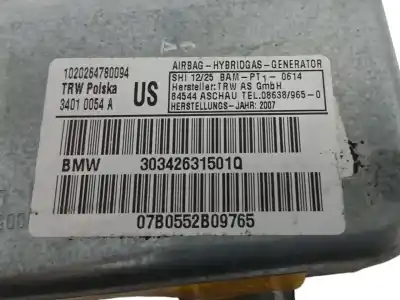 1020264780094
TRW Polska
3401 0054 A
US
AIRBAG-HYBRIDGAS-GENERATOR
SHI 12/25 BAM-PT1-0614
Hersteller: TRW AS GmbH
84544 ASCHAU TEL.08638/965-0
HERSTELLUNGS-JAHR: 2007
BMW 30342631501Q
07B0552B09765